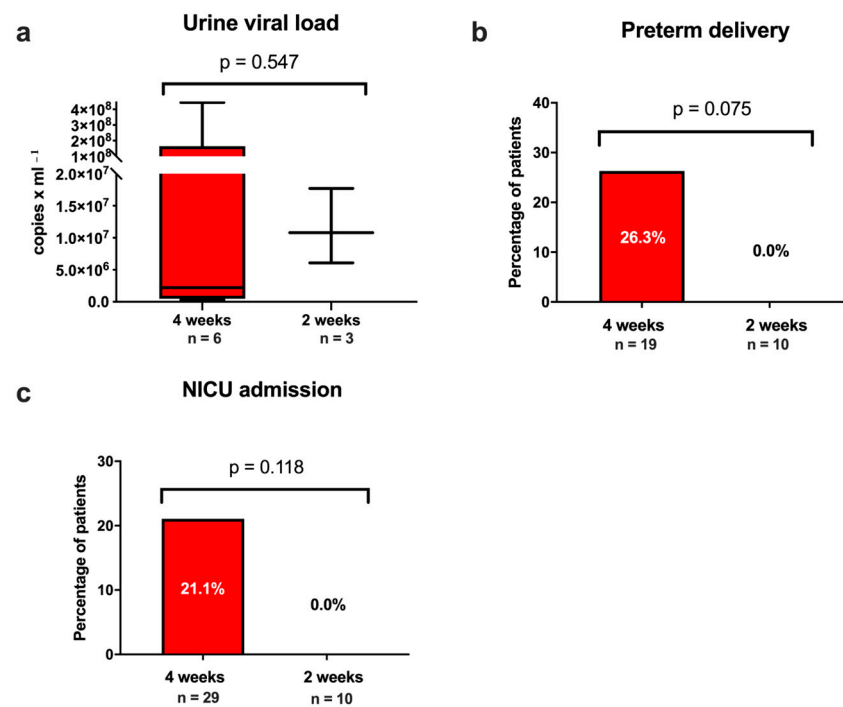 a
Urine viral load
p = 0.547
copies x ml ⁻¹
4×10⁸
3×10⁸
2×10⁸
1×10⁸
2.0×10⁷
1.5×10⁷
1.0×10⁷
5.0×10⁶
0.0
4 weeks
2 weeks
n = 6
n = 3
b
Preterm delivery
p = 0.075
Percentage of patients
40
30
20
10
0
26.3%
0.0%
4 weeks
2 weeks
n = 19
n = 10
c
NICU admission
p = 0.118
Percentage of patients
30
20
10
0
21.1%
0.0%
4 weeks
2 weeks
n = 29
n = 10